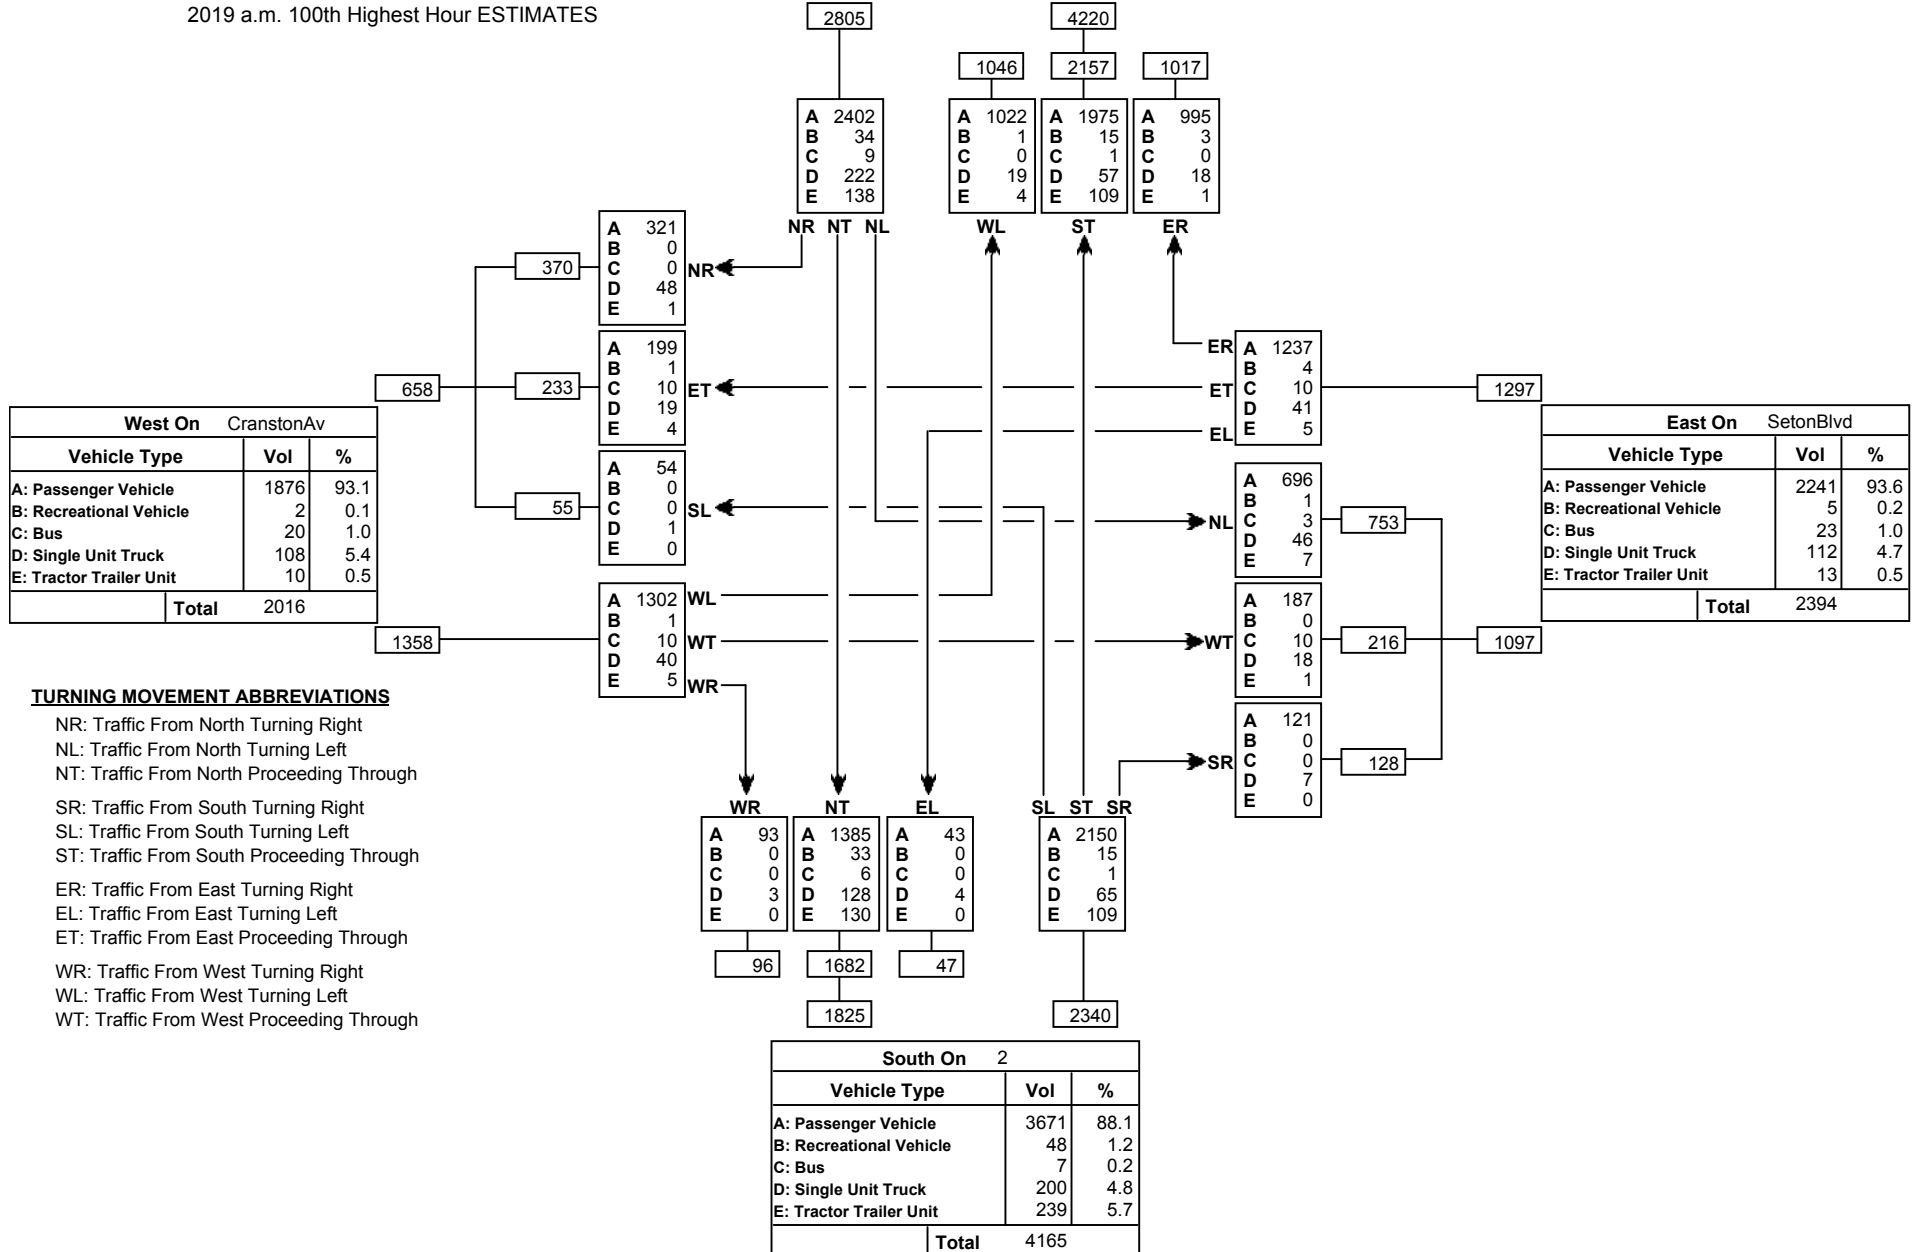 2019 a.m. 100th Highest Hour ESTIMATES
2805
4220
1046
2157
1017
A 2402
B 34
C 9
D 222
E 138
A 1022
B 1
C 0
D 19
E 4
A 1975
B 15
C 1
D 57
E 109
A 995
B 3
C 0
D 18
E 1
NR NT NL
WL
ST
ER
370
A 321
B 0
C 0
D 48
E 1
NR
658
233
A 199
B 1
C 10
D 19
E 4
ET
55
A 54
B 0
C 0
D 1
E 0
SL
ER
ET
EL
A 1237
B 4
C 10
D 41
E 5
1297
West On CranstonAv
Vehicle Type Vol %
A: Passenger Vehicle 1876 93.1
B: Recreational Vehicle 2 0.1
C: Bus 20 1.0
D: Single Unit Truck 108 5.4
E: Tractor Trailer Unit 10 0.5
Total 2016
East On SetonBlvd
Vehicle Type Vol %
A: Passenger Vehicle 2241 93.6
B: Recreational Vehicle 5 0.2
C: Bus 23 1.0
D: Single Unit Truck 112 4.7
E: Tractor Trailer Unit 13 0.5
Total 2394
NL
A 696
B 1
C 3
D 46
E 7
753
1358
A 1302
B 1
C 10
D 40
E 5
WL
WT
WR
WT
A 187
B 0
C 10
D 18
E 1
216
1097
SR
A 121
B 0
C 0
D 7
E 0
128
TURNING MOVEMENT ABBREVIATIONS
NR: Traffic From North Turning Right
NL: Traffic From North Turning Left
NT: Traffic From North Proceeding Through
SR: Traffic From South Turning Right
SL: Traffic From South Turning Left
ST: Traffic From South Proceeding Through
ER: Traffic From East Turning Right
EL: Traffic From East Turning Left
ET: Traffic From East Proceeding Through
WR: Traffic From West Turning Right
WL: Traffic From West Turning Left
WT: Traffic From West Proceeding Through
WR
NT
EL
SL ST SR
A 93
B 0
C 0
D 3
E 0
A 1385
B 33
C 6
D 128
E 130
A 43
B 0
C 0
D 4
E 0
A 2150
B 15
C 1
D 65
E 109
96
1682
47
1825
2340
South On 2
Vehicle Type Vol %
A: Passenger Vehicle 3671 88.1
B: Recreational Vehicle 48 1.2
C: Bus 7 0.2
D: Single Unit Truck 200 4.8
E: Tractor Trailer Unit 239 5.7
Total 4165